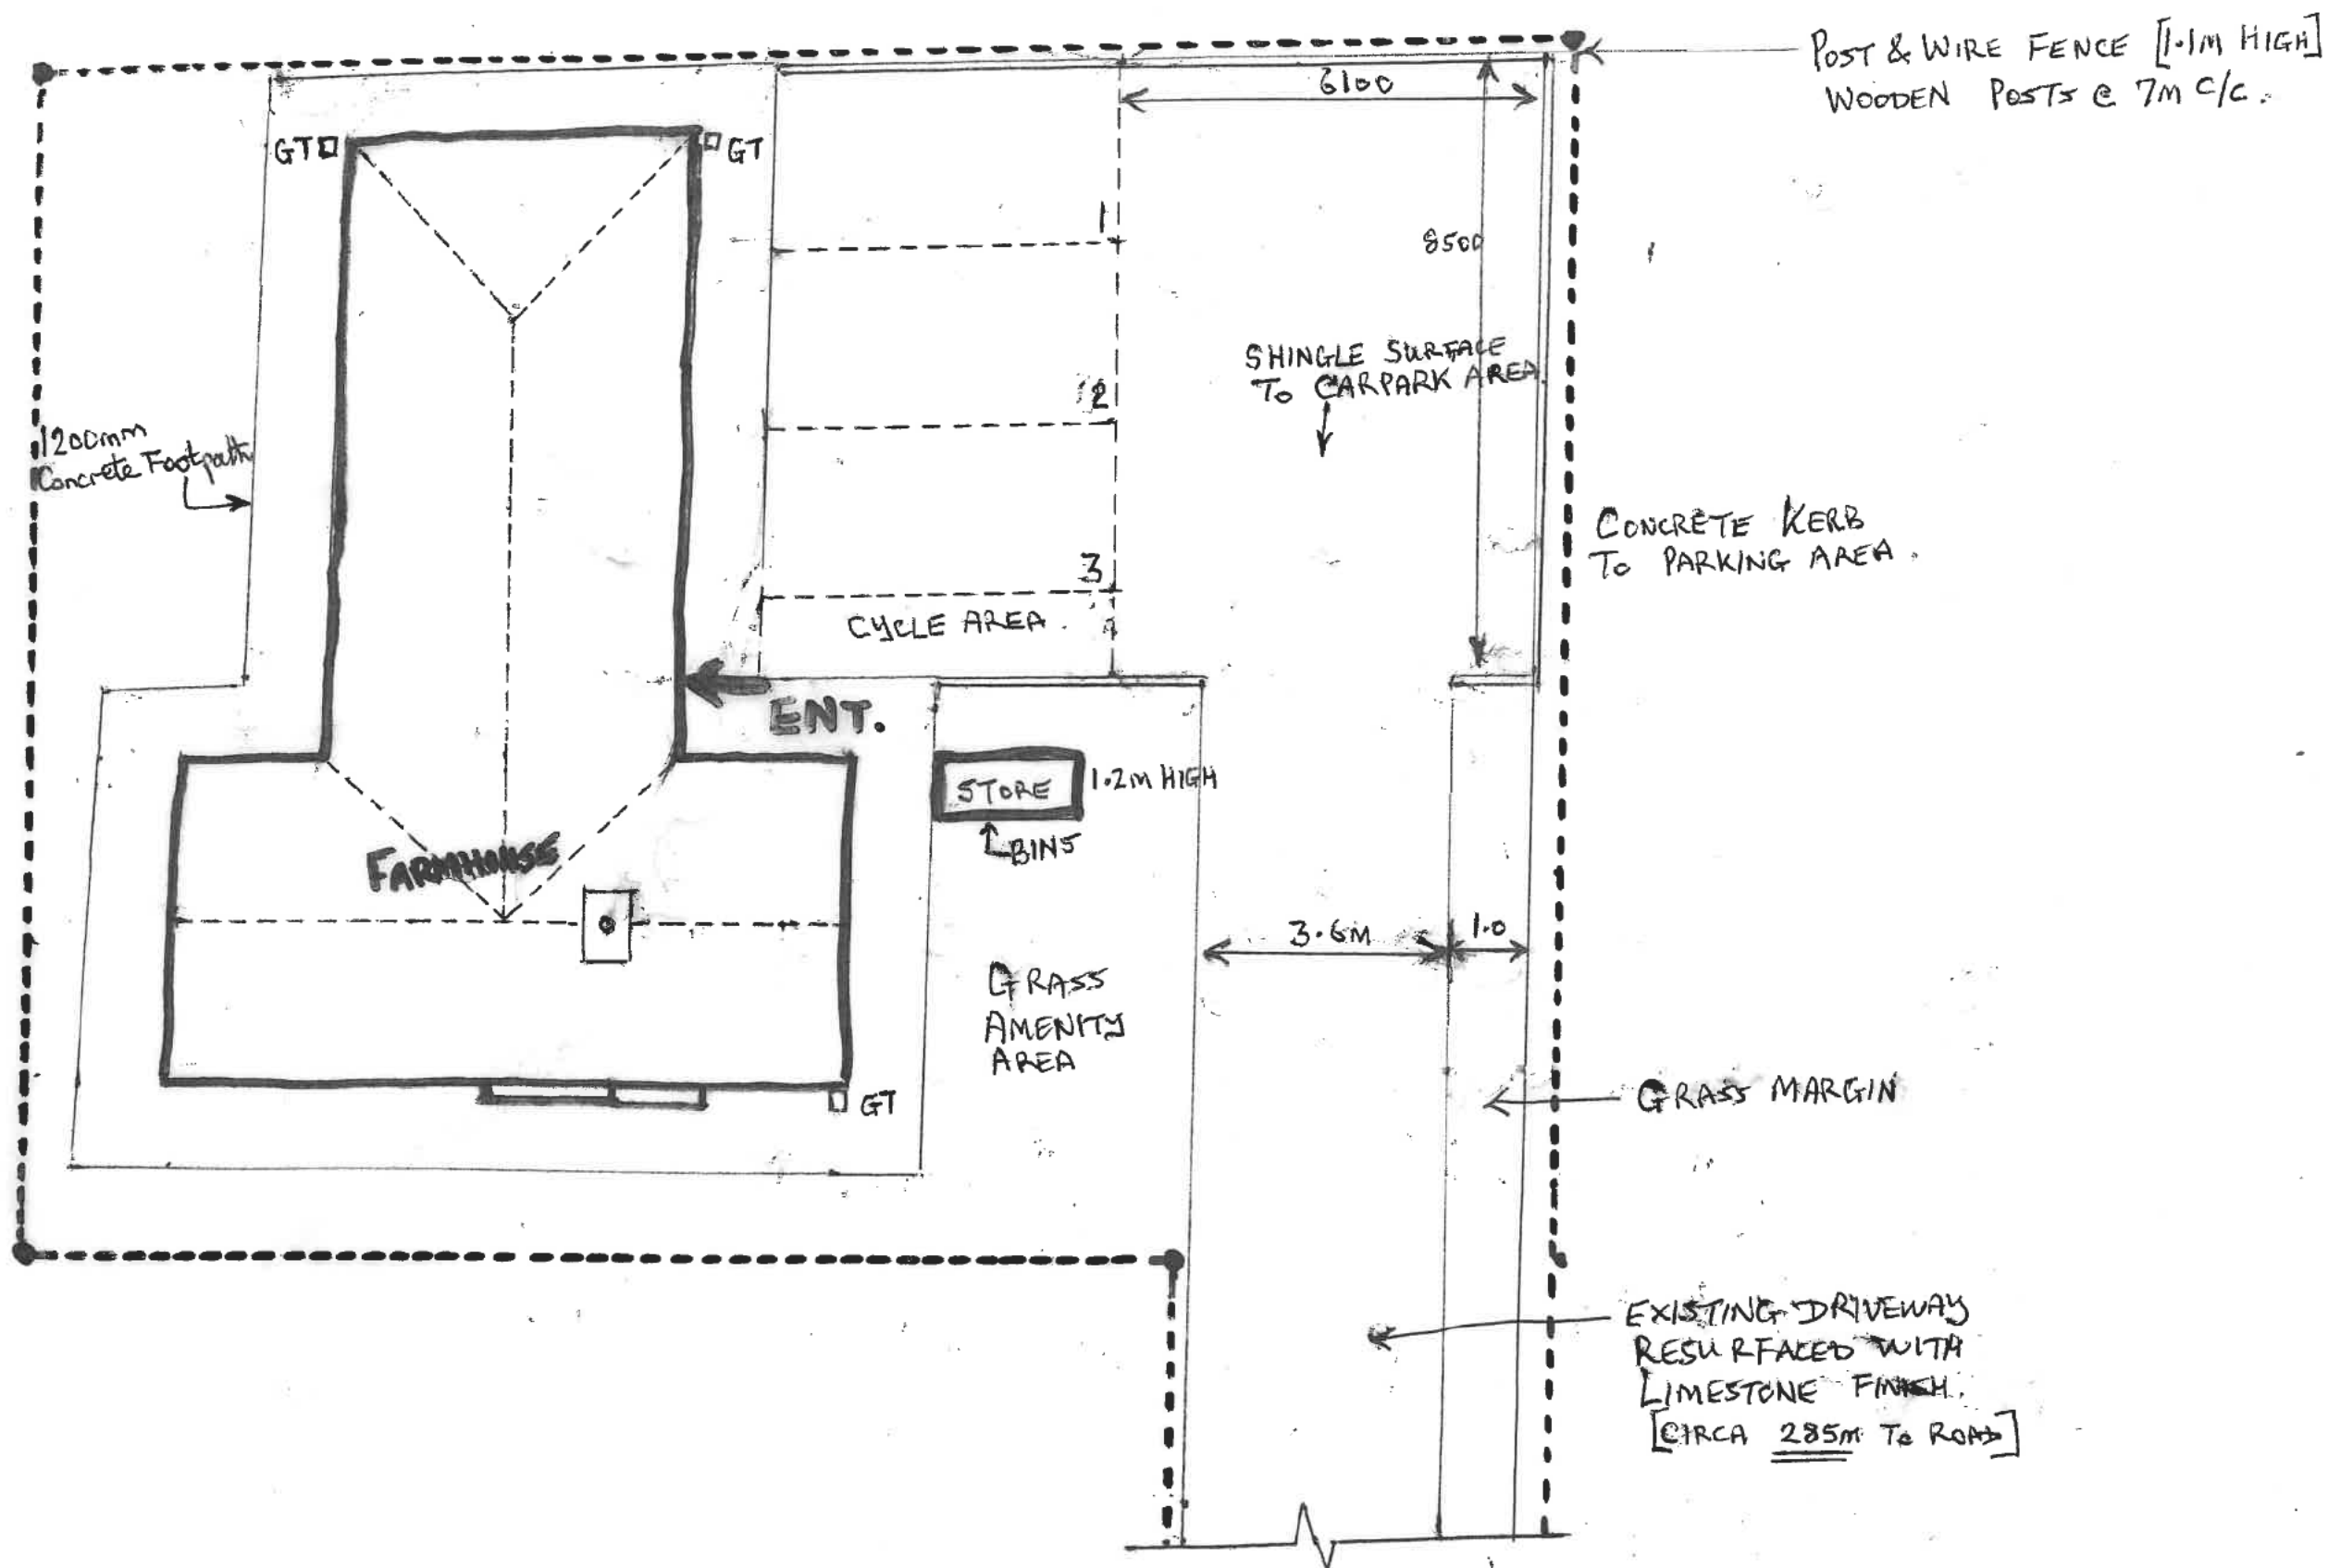 POST & WIRE FENCE [1.1M HIGH]
WOODEN POSTS @ 7M C/C.
6100
GT
GT
1
8500
SHINGLE SURFACE
TO CARPARK AREA
2
1200mm
Concrete Footpath
CONCRETE KERB
TO PARKING AREA.
3
CYCLE AREA.
ENT.
STORE
1.2M HIGH
BINS
FARMHOUSE
3.6M
1.0
GRASS
AMENITY
AREA
GT
GRASS MARGIN
EXISTING DRIVEWAY
RESURFACED WITH
LIMESTONE FINISH.
[CIRCA 285m TO ROAD]